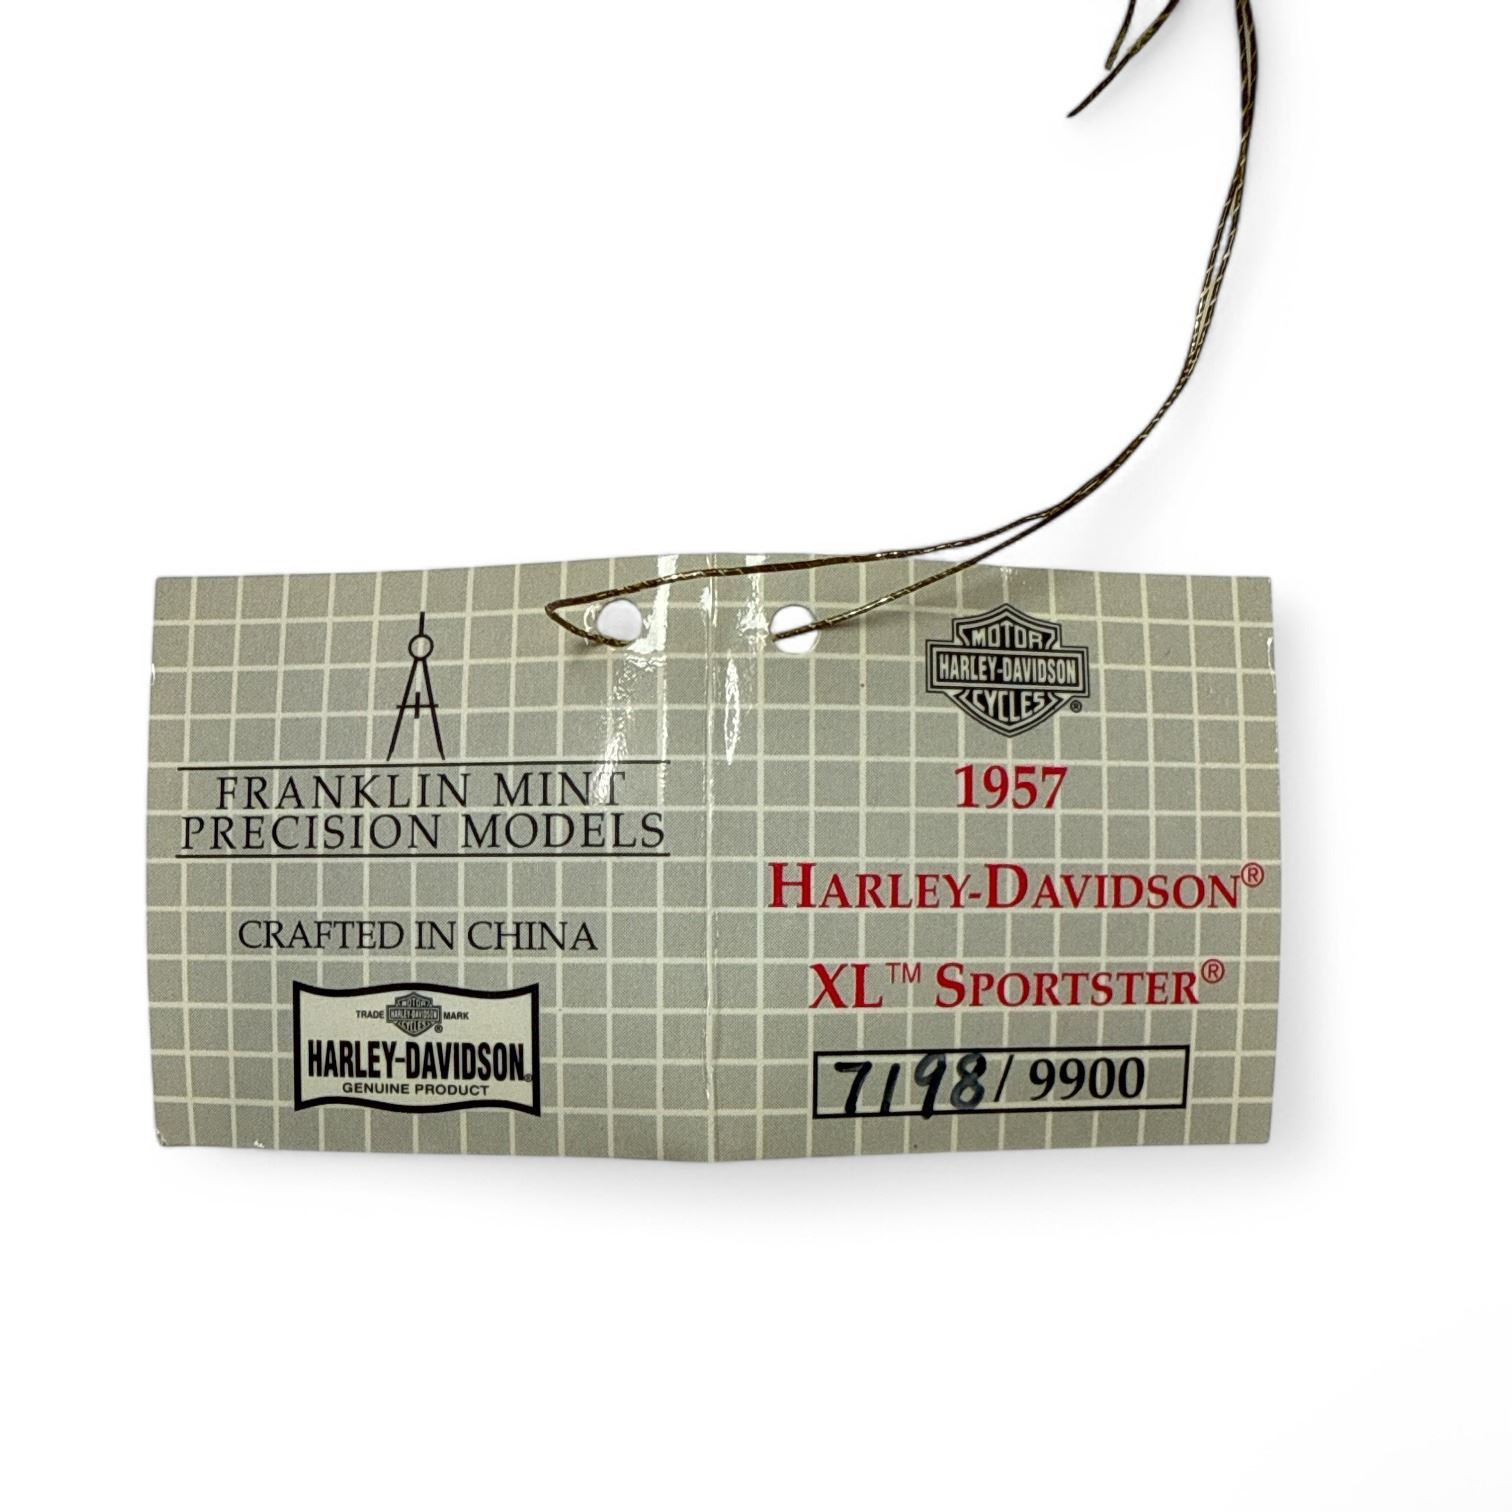 FRANKLIN MINT
PRECISION MODELS
CRAFTED IN CHINA
TRADE MARK
MOTOR
HARLEY-DAVIDSON
CYCLES®
HARLEY-DAVIDSON®
GENUINE PRODUCT
MOTOR
HARLEY-DAVIDSON
CYCLES®
1957
HARLEY-DAVIDSON®
XL™ SPORTSTER®
7198/ 9900